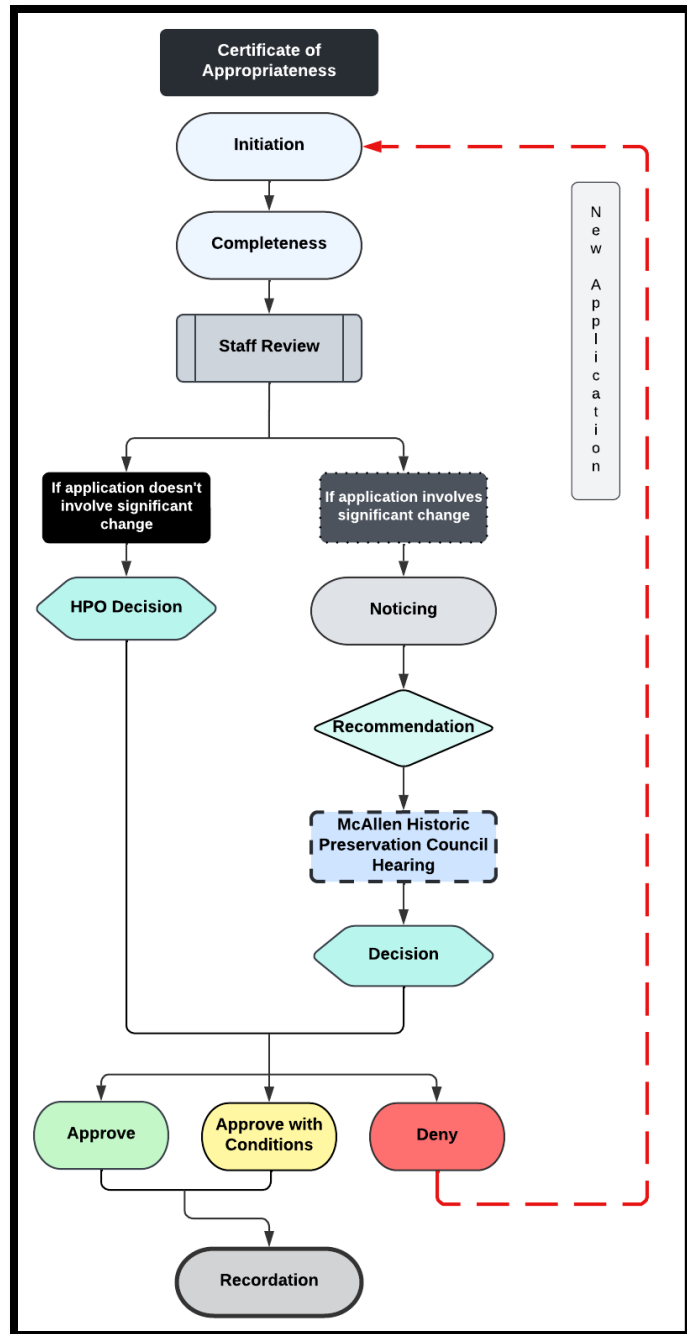 Certificate of
Appropriateness
Initiation
Completeness
Staff Review
New Application
If application doesn't
involve significant
change
If application involves
significant change
HPO Decision
Noticing
Recommendation
McAllen Historic
Preservation Council
Hearing
Decision
Approve
Approve with
Conditions
Deny
Recordation